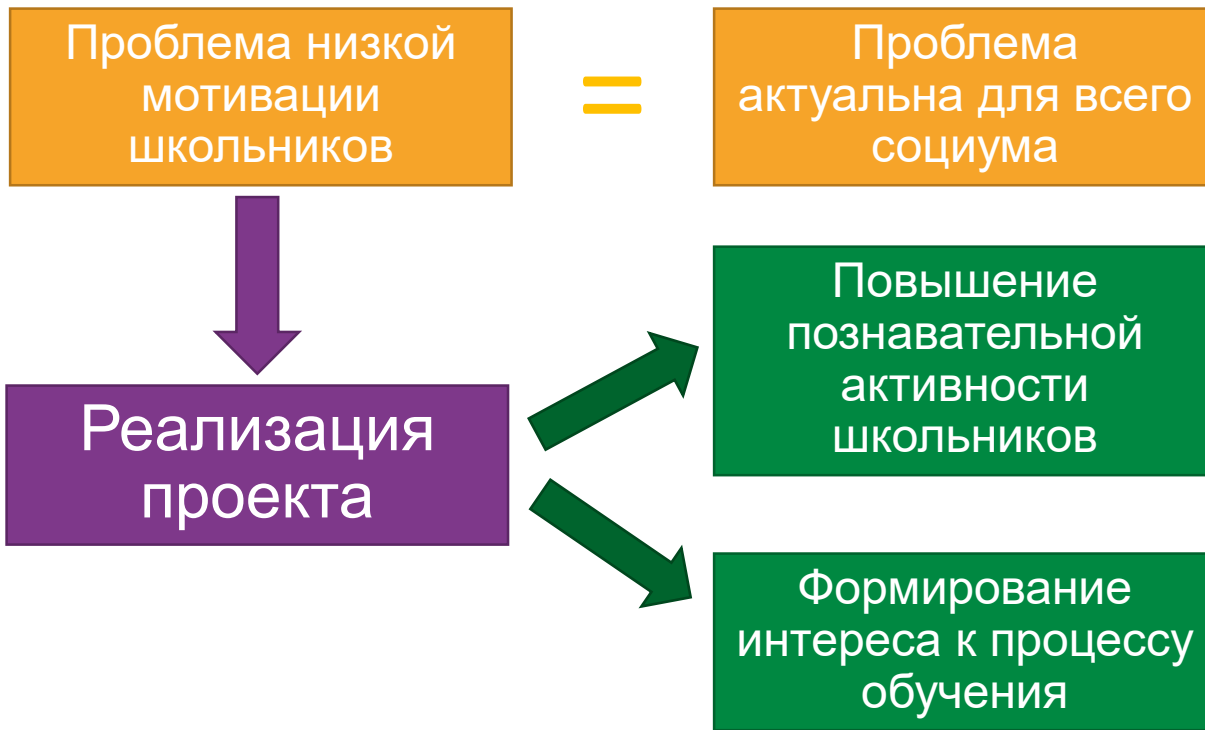 Проблема низкой
мотивации
школьников
=
Проблема
актуальна для всего
социума
Реализация
проекта
Повышение
познавательной
активности
школьников
Формирование
интереса к процессу
обучения